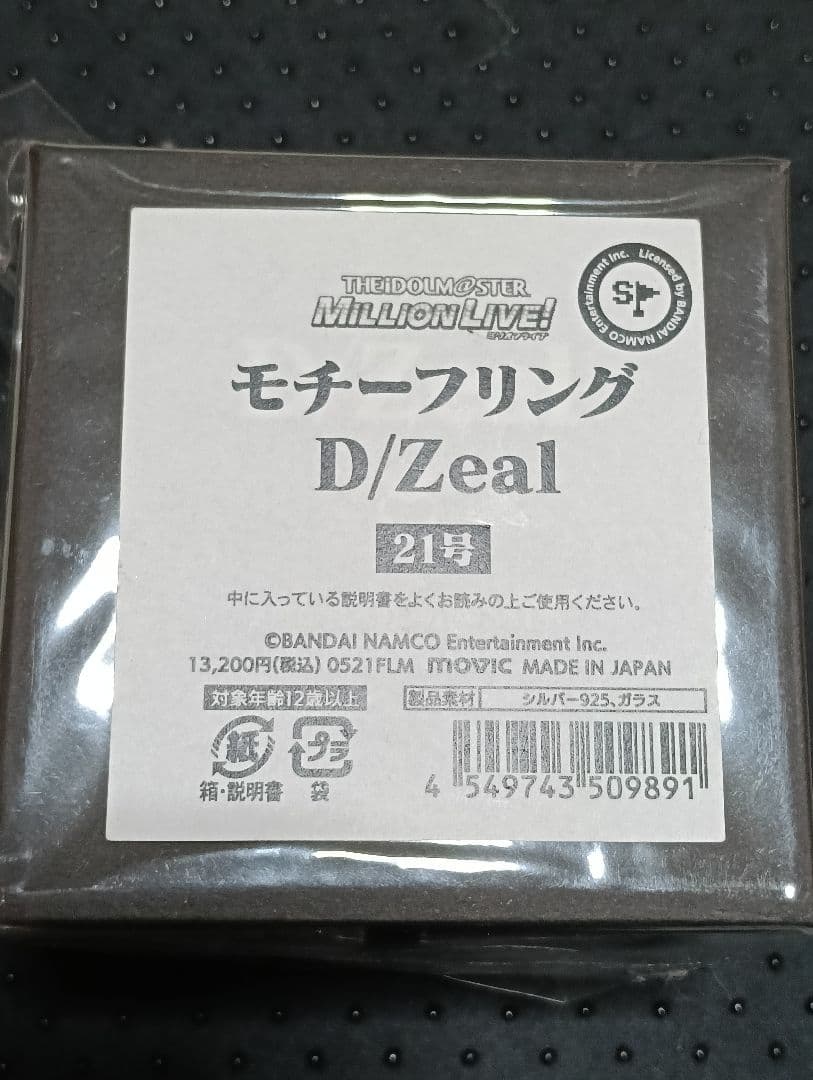 THE iDOLM@STER
MILLION LIVE!
ミリオンライブ
Licensed by BANDAI NAMCO Entertainment Inc.
S
モチーフリング
D/Zeal
21号
中に入っている説明書をよくお読みの上ご使用ください。
©BANDAI NAMCO Entertainment Inc.
13,200円(税込) 0521FLM movic MADE IN JAPAN
対象年齢12歳以上 製品素材 シルバー925、ガラス
紙 プラ
箱・説明書 袋
4 549743 509891